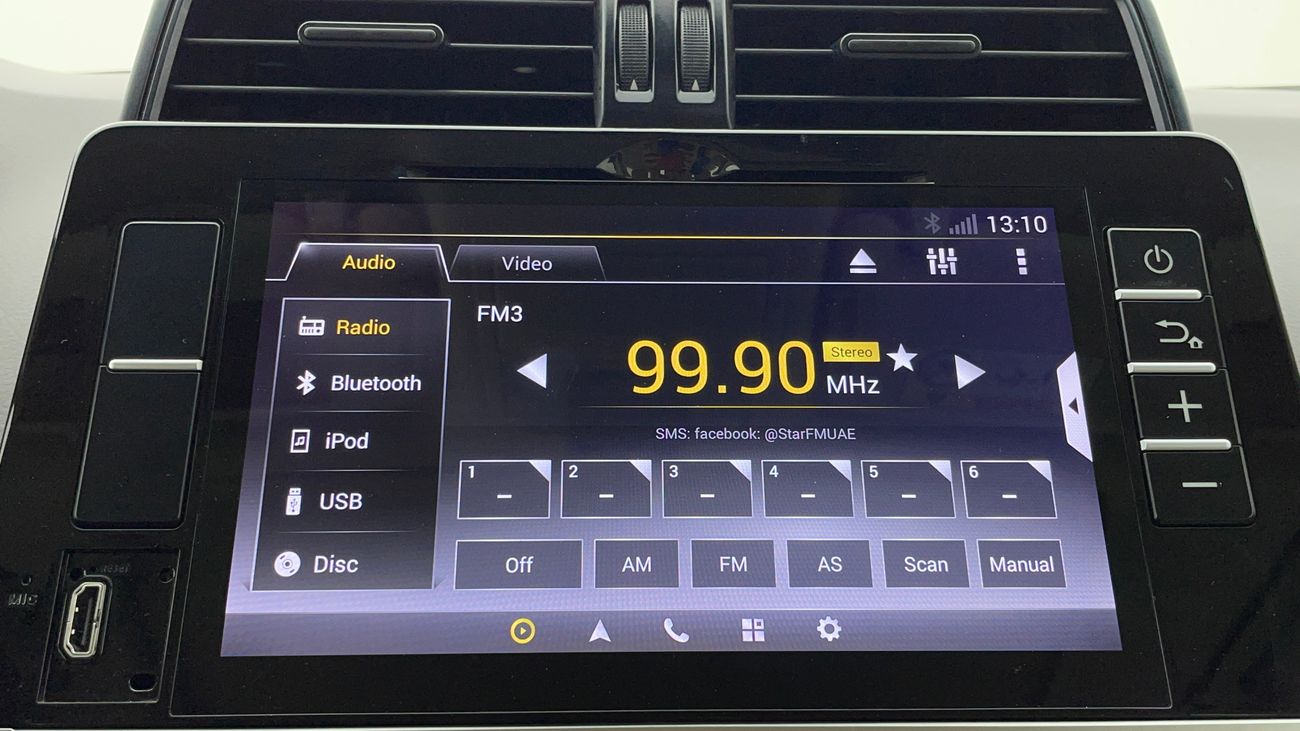 13:10
Audio Video
FM3
Radio
99.90 Stereo
MHz
Bluetooth
SMS: facebook: @StarFMUAE
iPod
1 2 3 4 5 6
USB
Disc
Off AM FM AS Scan Manual
reset
MIC